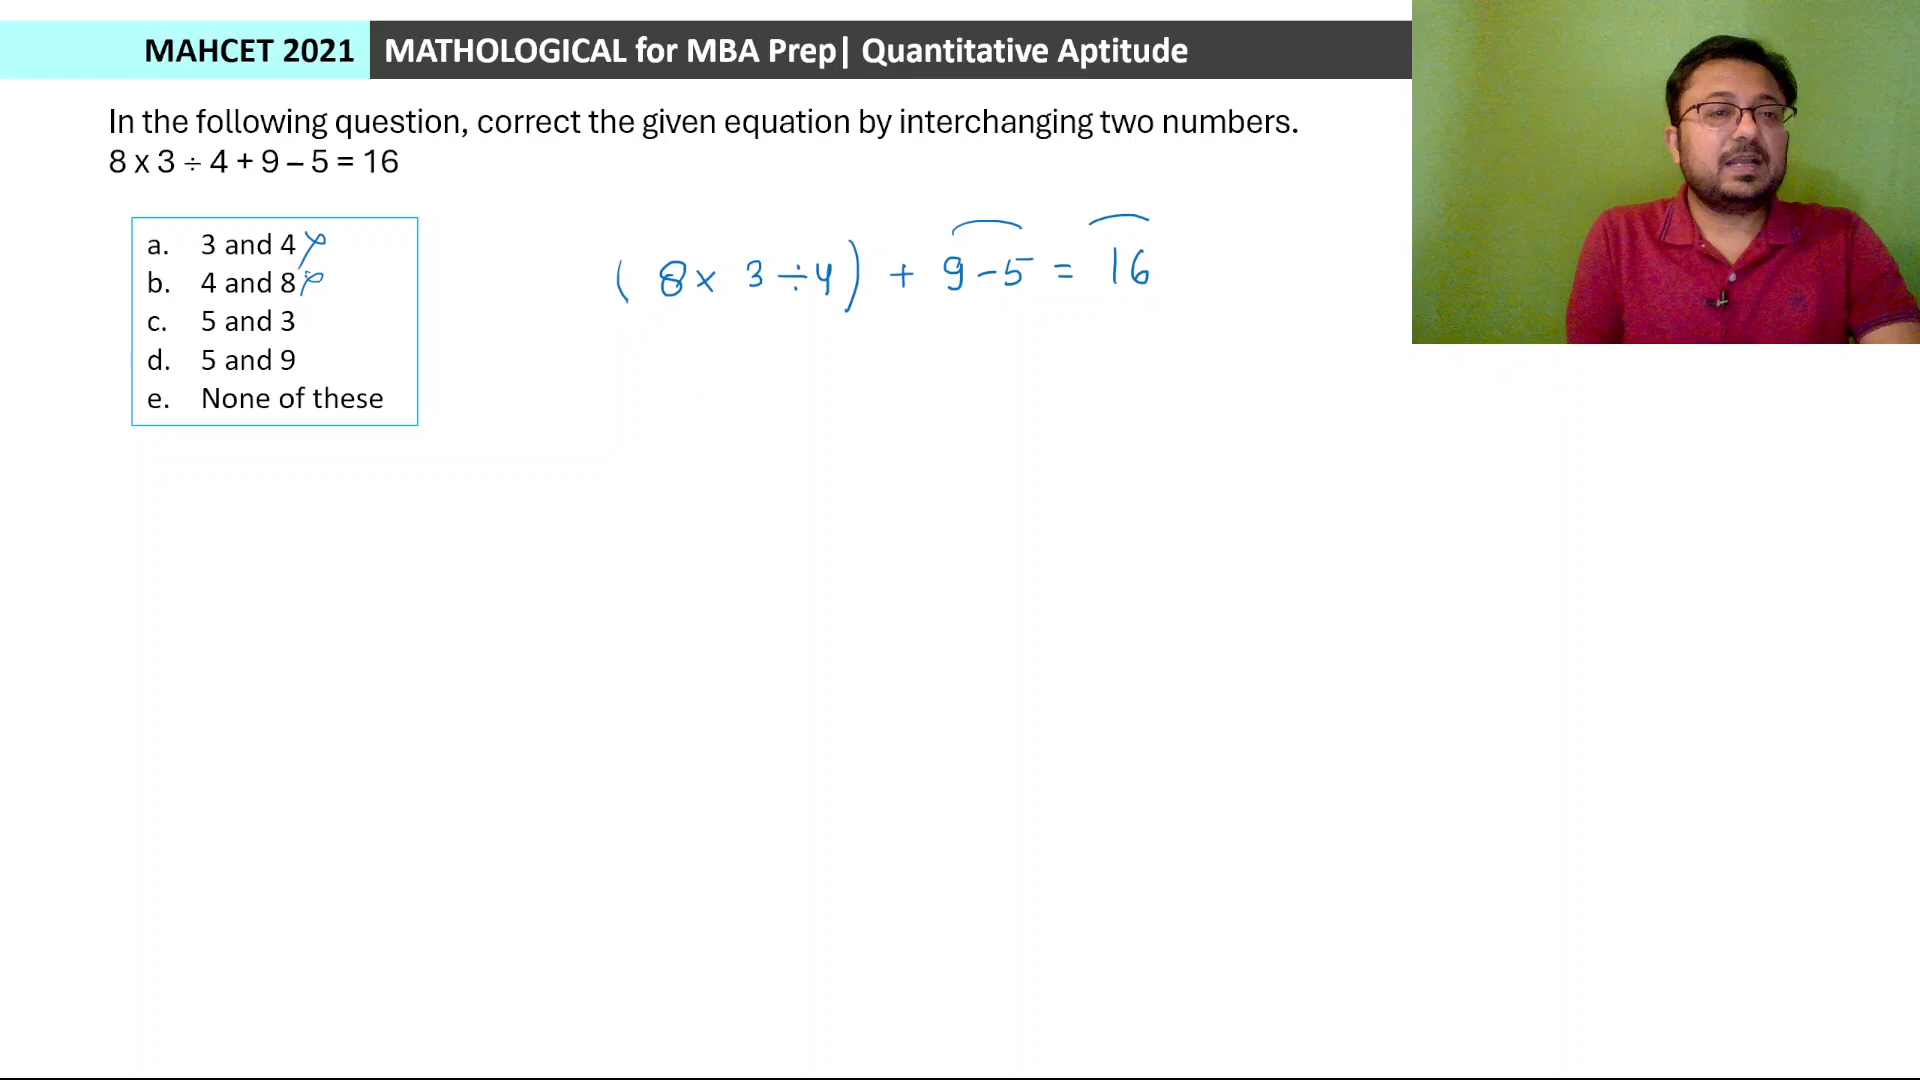 MAHCET 2021 MATHOLOGICAL for MBA Prep| Quantitative Aptitude
In the following question, correct the given equation by interchanging two numbers.
8 x 3 ÷ 4 + 9 – 5 = 16
a. 3 and 4
b. 4 and 8
c. 5 and 3
d. 5 and 9
e. None of these
( 8 × 3 ÷ 4 ) + 9 - 5 = 16